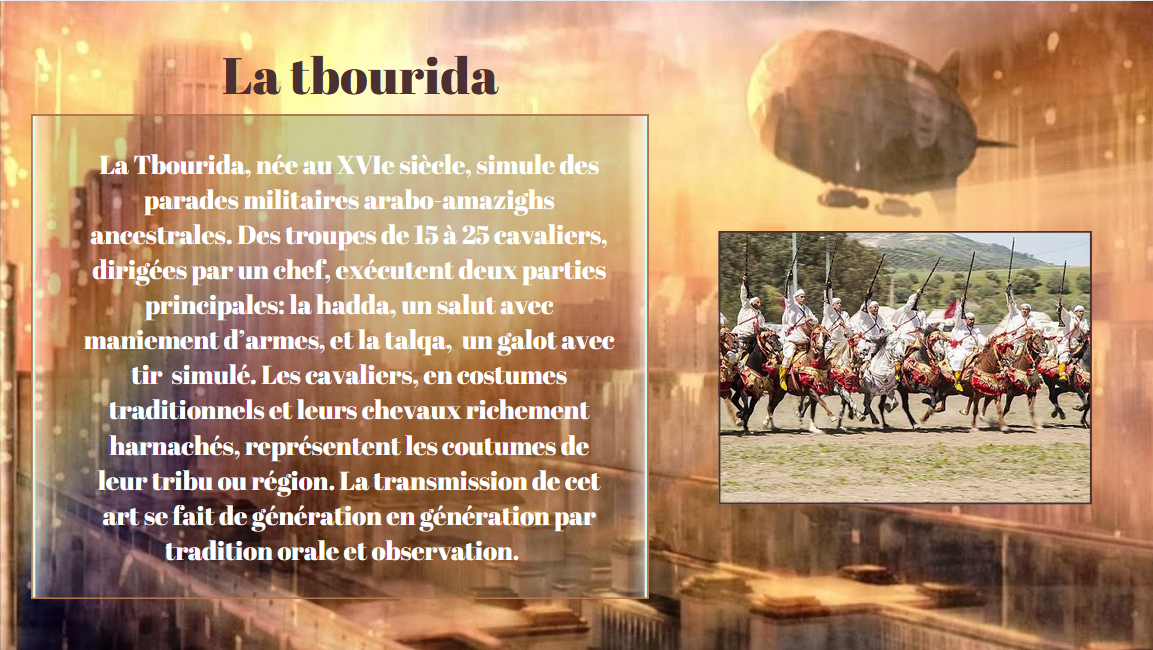 La tbourida
La Tbourida, née au XVIe siècle, simule des
parades militaires arabo-amazighs
ancestrales. Des troupes de 15 à 25 cavaliers,
dirigées par un chef, exécutent deux parties
principales: la hadda, un salut avec
maniement d'armes, et la talqa,  un galot avec
tir  simulé. Les cavaliers, en costumes
traditionnels et leurs chevaux richement
harnachés, représentent les coutumes de
leur tribu ou région. La transmission de cet
art se fait de génération en génération par
tradition orale et observation.